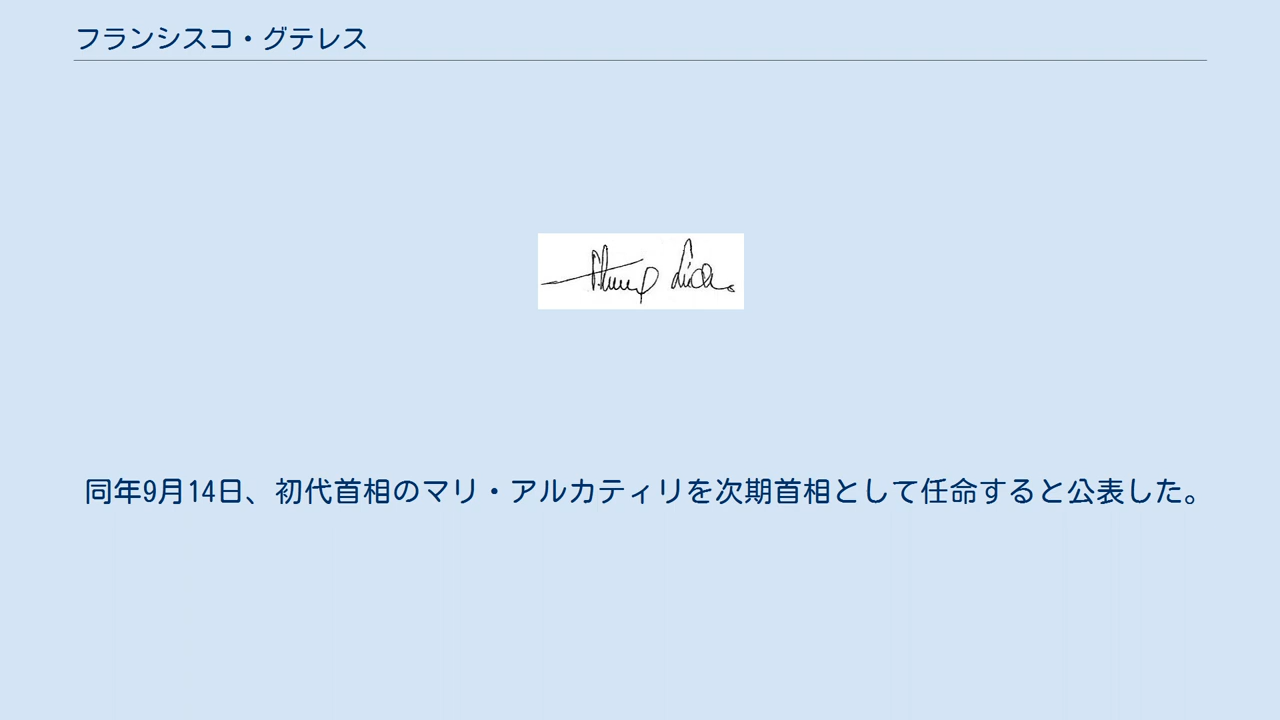 フランシスコ・グテレス
同年9月14日、初代首相のマリ・アルカティリを次期首相として任命すると公表した。